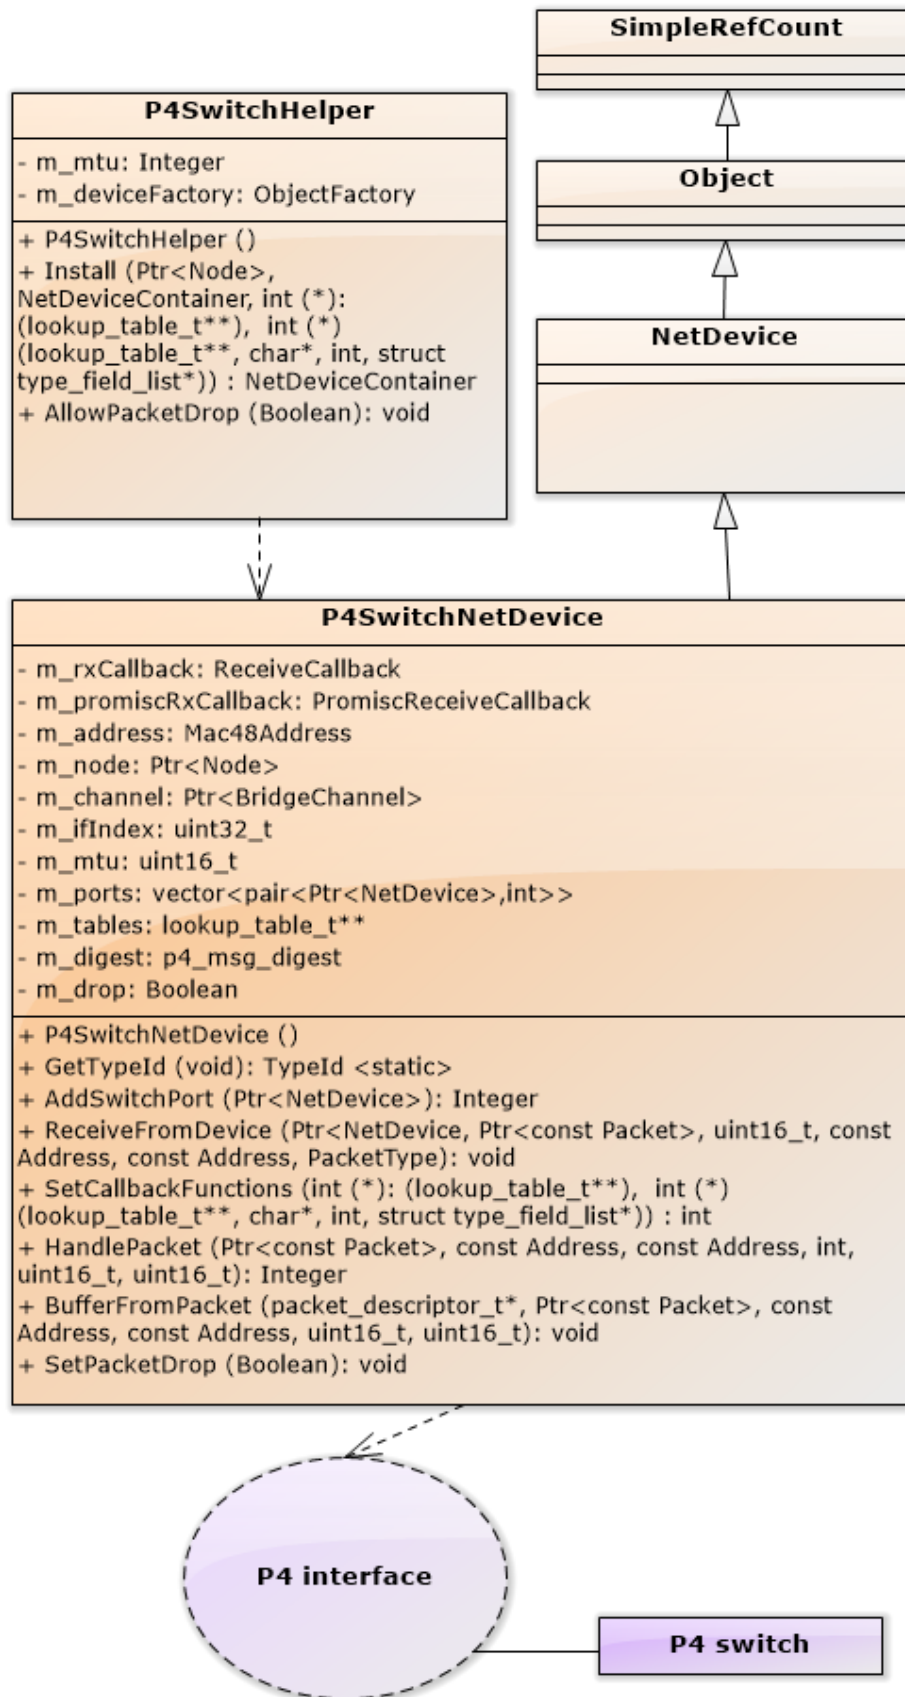 SimpleRefCount
P4SwitchHelper
- m_mtu: Integer
- m_deviceFactory: ObjectFactory
+ P4SwitchHelper ()
+ Install (Ptr<Node>,
NetDeviceContainer, int (*):
(lookup_table_t**),  int (*)
(lookup_table_t**, char*, int, struct
type_field_list*)) : NetDeviceContainer
+ AllowPacketDrop (Boolean): void
Object
NetDevice
P4SwitchNetDevice
- m_rxCallback: ReceiveCallback
- m_promiscRxCallback: PromiscReceiveCallback
- m_address: Mac48Address
- m_node: Ptr<Node>
- m_channel: Ptr<BridgeChannel>
- m_ifIndex: uint32_t
- m_mtu: uint16_t
- m_ports: vector<pair<Ptr<NetDevice>,int>>
- m_tables: lookup_table_t**
- m_digest: p4_msg_digest
- m_drop: Boolean
+ P4SwitchNetDevice ()
+ GetTypeId (void): TypeId <static>
+ AddSwitchPort (Ptr<NetDevice>): Integer
+ ReceiveFromDevice (Ptr<NetDevice, Ptr<const Packet>, uint16_t, const
Address, const Address, PacketType): void
+ SetCallbackFunctions (int (*): (lookup_table_t**),  int (*)
(lookup_table_t**, char*, int, struct type_field_list*)) : int
+ HandlePacket (Ptr<const Packet>, const Address, const Address, int,
uint16_t, uint16_t): Integer
+ BufferFromPacket (packet_descriptor_t*, Ptr<const Packet>, const
Address, const Address, uint16_t, uint16_t): void
+ SetPacketDrop (Boolean): void
P4 interface
P4 switch